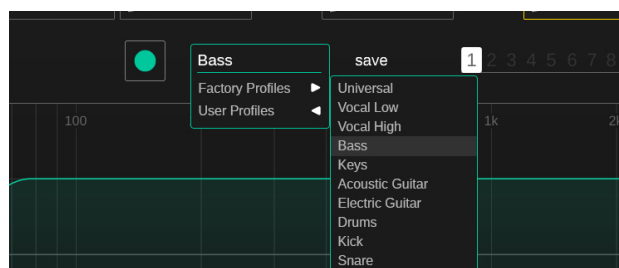 Bass
save
1 2 3 4 5 6 7 8
Factory Profiles
User Profiles
Universal
Vocal Low
Vocal High
Bass
Keys
Acoustic Guitar
Electric Guitar
Drums
Kick
Snare
100
1k